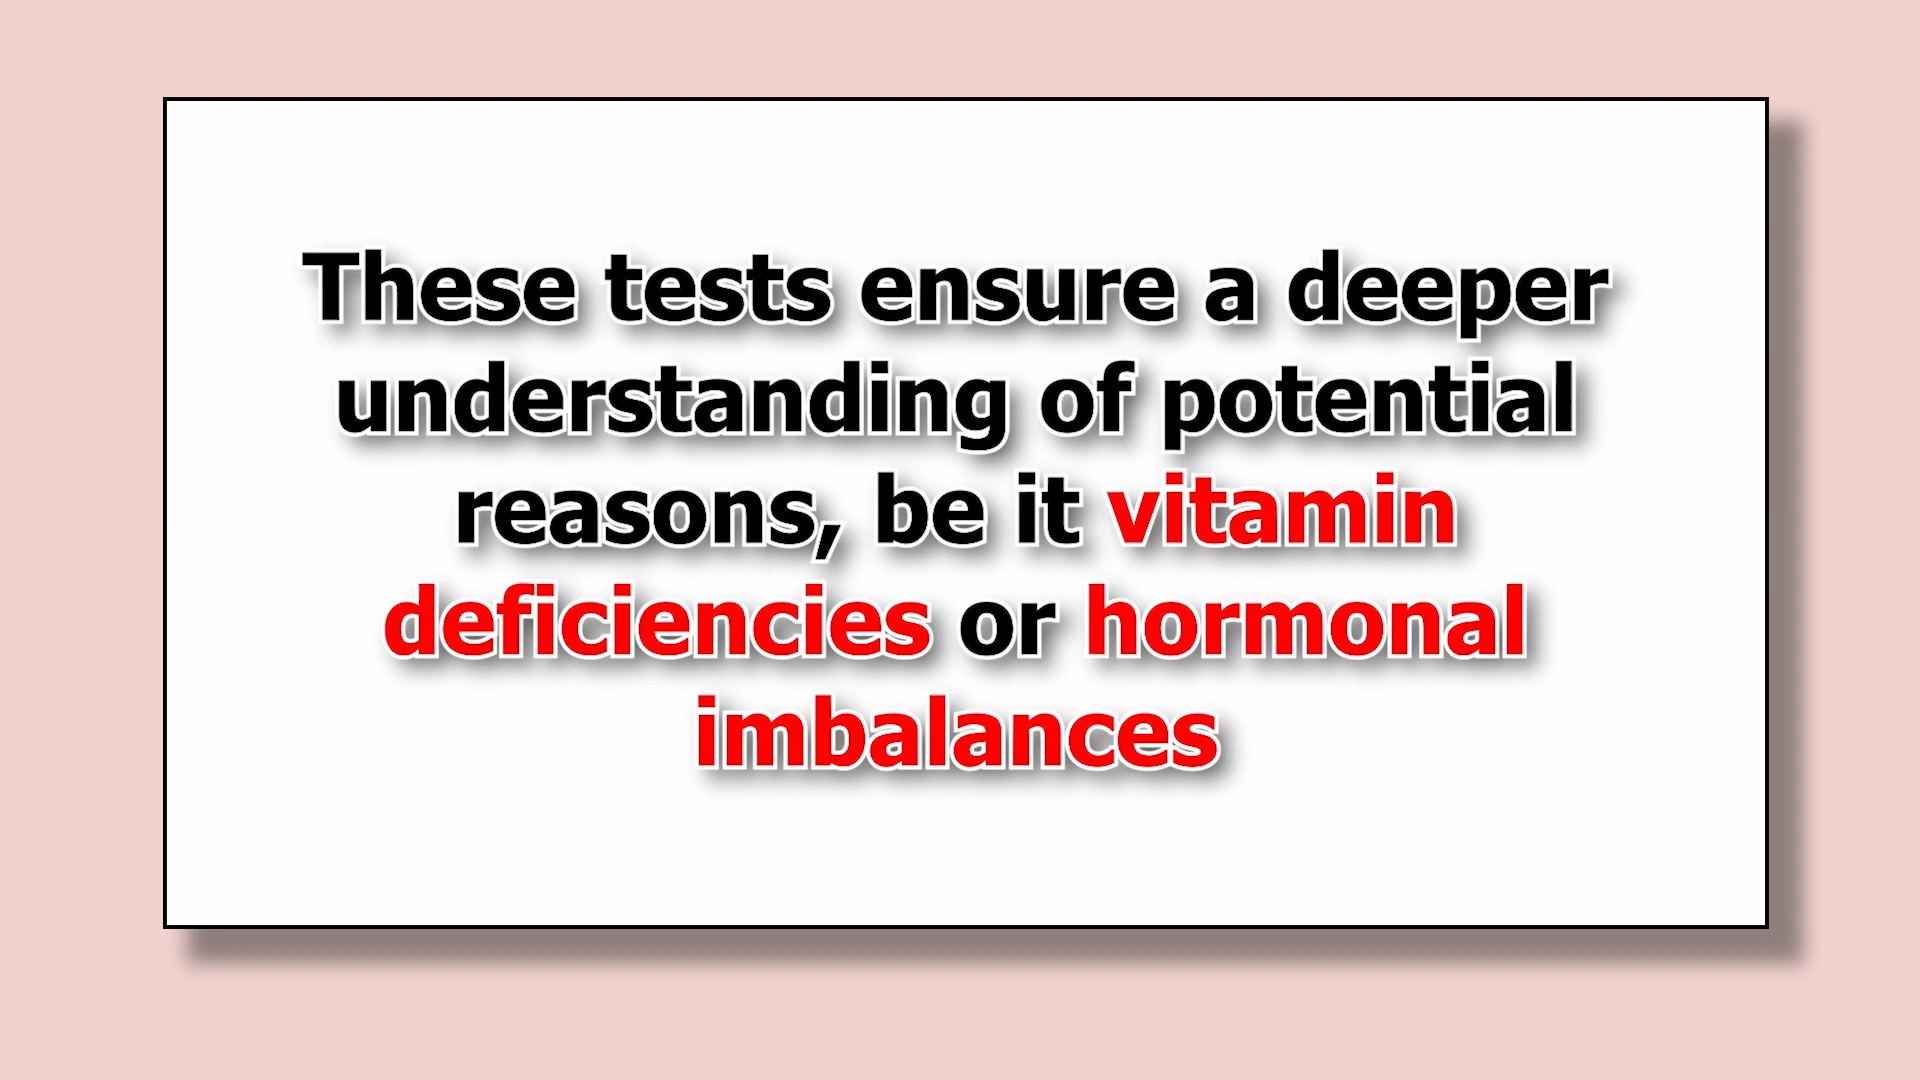 These tests ensure a deeper
understanding of potential
reasons, be it vitamin
deficiencies or hormonal
imbalances